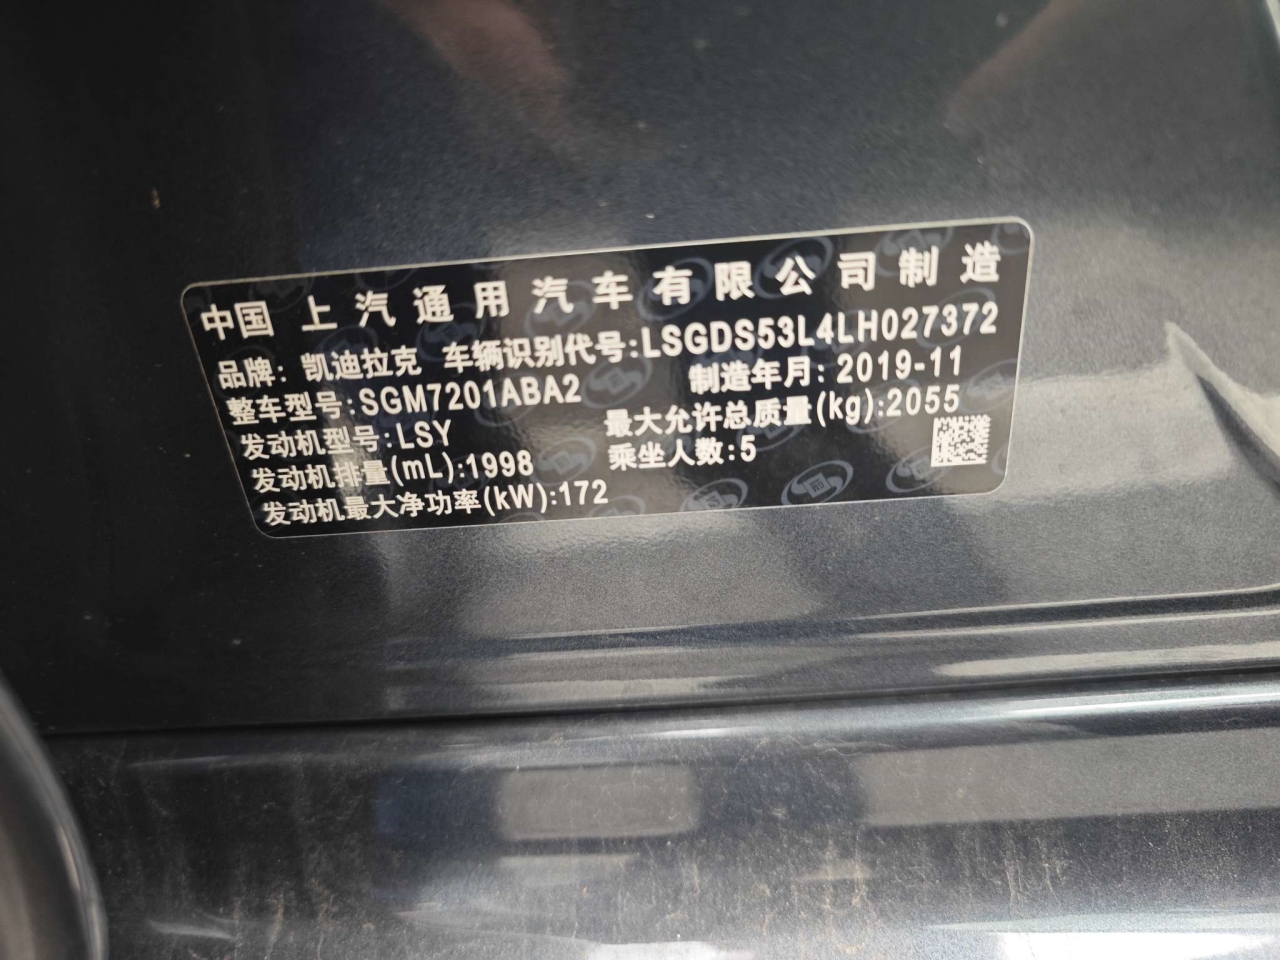 中国 上汽通用汽车有限公司制造
品牌: 凯迪拉克 车辆识别代号:LSGDS53L4LH027372
整车型号:SGM7201ABA2 制造年月: 2019-11
发动机型号:LSY 最大允许总质量(kg):2055
发动机排量(mL):1998 乘坐人数:5
发动机最大净功率(kW):172